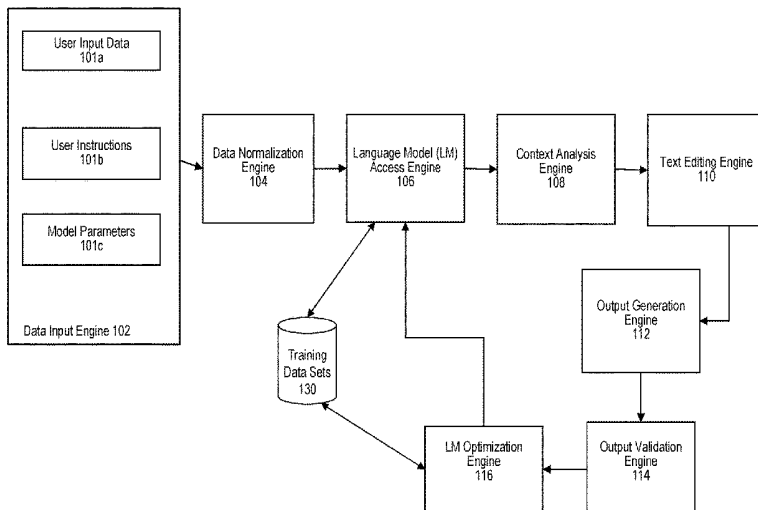 User Input Data
101a
User Instructions
101b
Model Parameters
101c
Data Input Engine 102
Data Normalization
Engine
104
Language Model (LM)
Access Engine
106
Context Analysis
Engine
108
Text Editing Engine
110
Output Generation
Engine
112
Training
Data Sets
130
LM Optimization
Engine
116
Output Validation
Engine
114